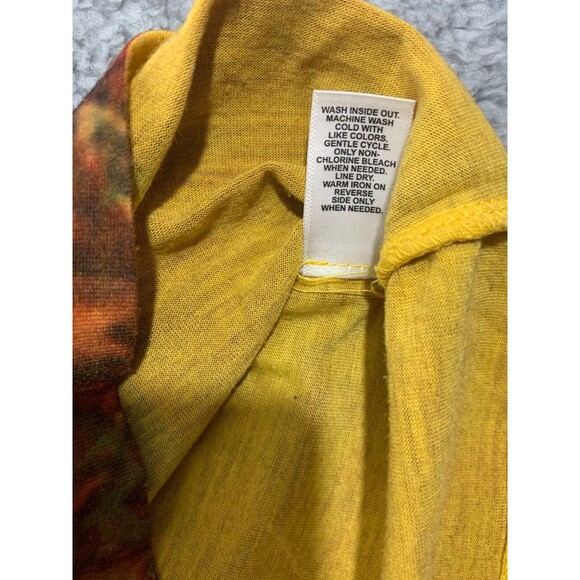 WASH INSIDE OUT.
MACHINE WASH
COLD WITH
LIKE COLORS.
GENTLE CYCLE.
ONLY NON-
CHLORINE BLEACH
WHEN NEEDED.
LINE DRY.
WARM IRON ON
REVERSE
SIDE ONLY
WHEN NEEDED.